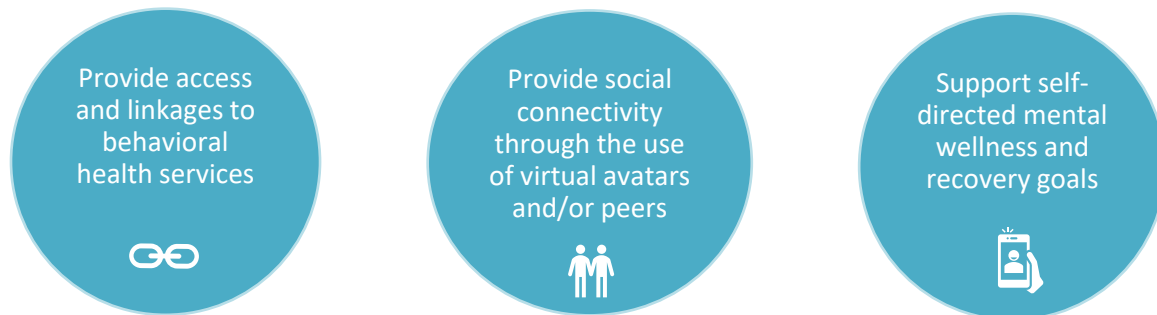 Provide access
and linkages to
behavioral
health services
Provide social
connectivity
through the use
of virtual avatars
and/or peers
Support self-
directed mental
wellness and
recovery goals